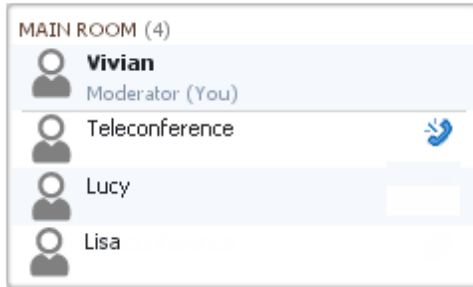 MAIN ROOM (4)
Vivian
Moderator (You)
Teleconference
Lucy
Lisa